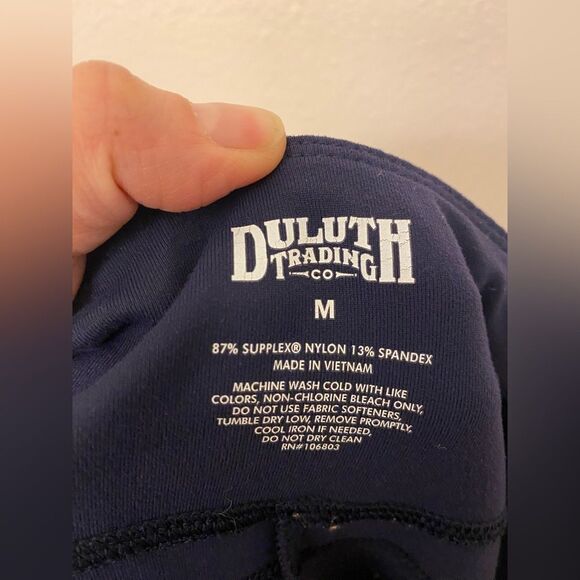 DULUTH
TRADING
CO
M
87% SUPPLEX® NYLON 13% SPANDEX
MADE IN VIETNAM
MACHINE WASH COLD WITH LIKE
COLORS, NON-CHLORINE BLEACH ONLY,
DO NOT USE FABRIC SOFTENERS,
TUMBLE DRY LOW, REMOVE PROMPTLY,
COOL IRON IF NEEDED,
DO NOT DRY CLEAN
RN#106803